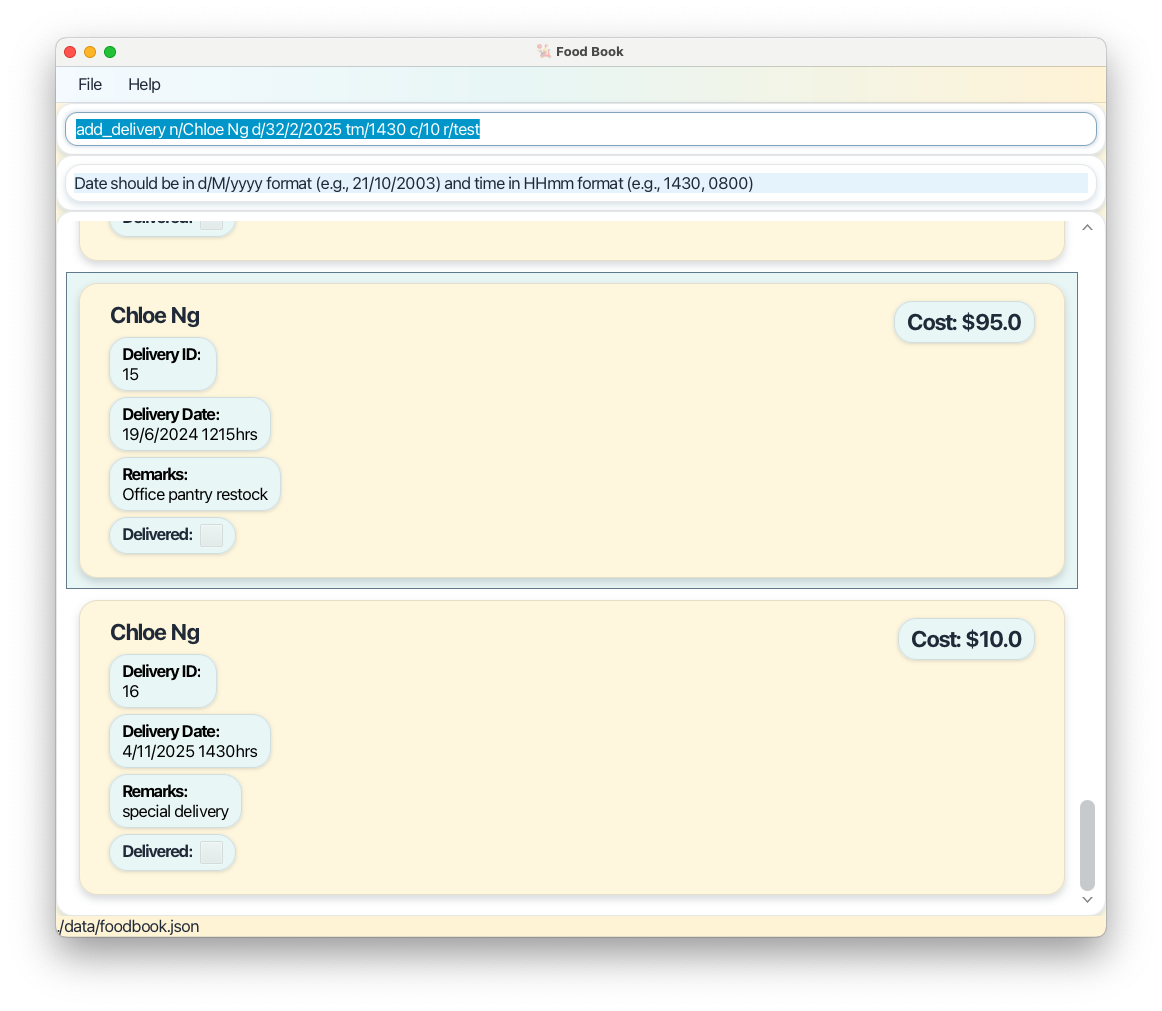 Food Book
File Help
add_delivery n/Chloe Ng d/32/2/2025 tm/1430 c/10 r/test
Date should be in d/M/yyyy format (e.g., 21/10/2003) and time in HHmm format (e.g., 1430, 0800)
Delivered:
Chloe Ng
Cost: $95.0
Delivery ID:
15
Delivery Date:
19/6/2024 1215hrs
Remarks:
Office pantry restock
Delivered:
Chloe Ng
Cost: $10.0
Delivery ID:
16
Delivery Date:
4/11/2025 1430hrs
Remarks:
special delivery
Delivered:
./data/foodbook.json